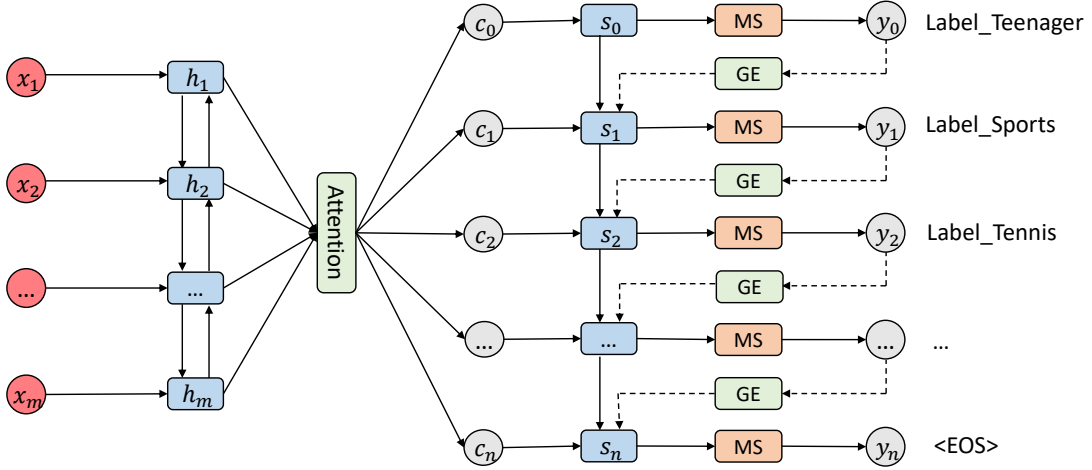 c₀ s₀ MS y₀ Label_Teenager
x₁ h₁ GE
c₁ s₁ MS y₁ Label_Sports
x₂ h₂ GE
Attention
c₂ s₂ MS y₂ Label_Tennis
... ... GE
... ... MS ... ...
xₘ hₘ GE
cₙ sₙ MS yₙ <EOS>